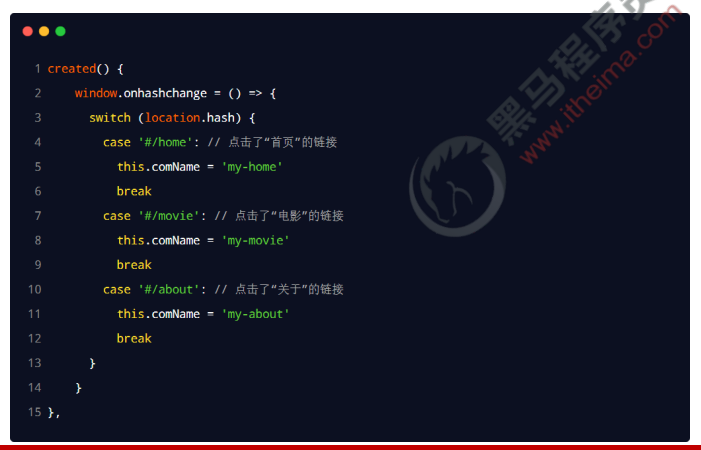 黑马程序员
www.itheima.com
1 created() {
2 window.onhashchange = () => {
3 switch (location.hash) {
4 case '#/home': // 点击了“首页”的链接
5 this.comName = 'my-home'
6 break
7 case '#/movie': // 点击了“电影”的链接
8 this.comName = 'my-movie'
9 break
10 case '#/about': // 点击了“关于”的链接
11 this.comName = 'my-about'
12 break
13 }
14 }
15 },